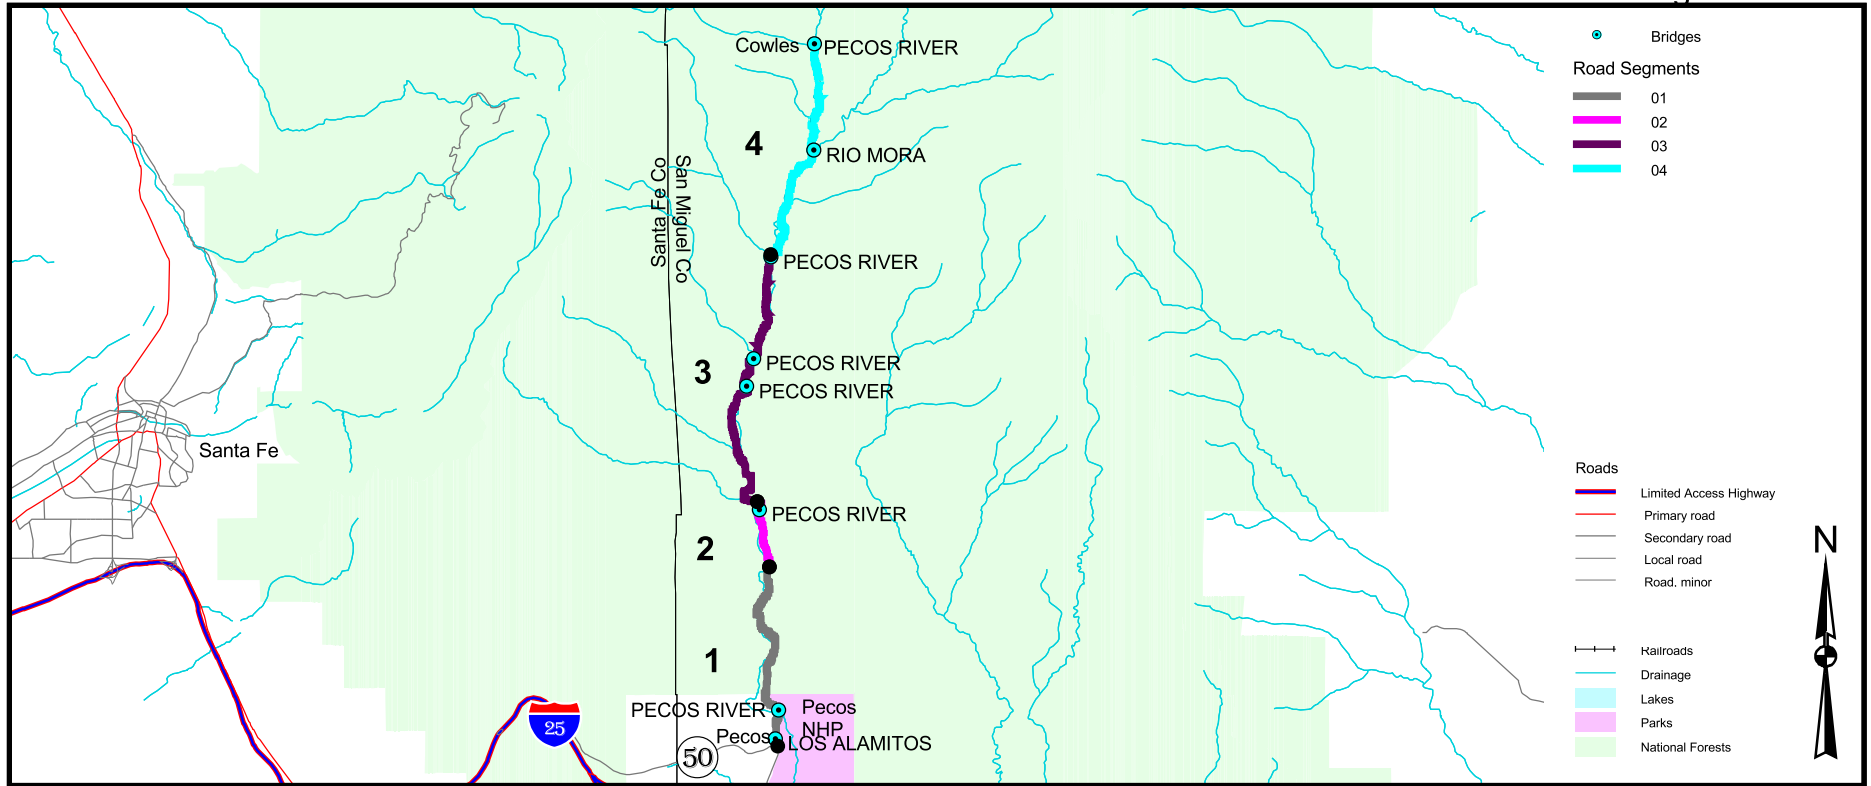 Cowles
PECOS RIVER
4
RIO MORA
Santa Fe Co
San Miguel Co
PECOS RIVER
3
PECOS RIVER
PECOS RIVER
Santa Fe
PECOS RIVER
2
1
PECOS RIVER
Pecos
NHP
Pecos
LOS ALAMITOS
25
50
Bridges
Road Segments
01
02
03
04
Roads
Limited Access Highway
Primary road
Secondary road
Local road
Road, minor
Railroads
Drainage
Lakes
Parks
National Forests
N